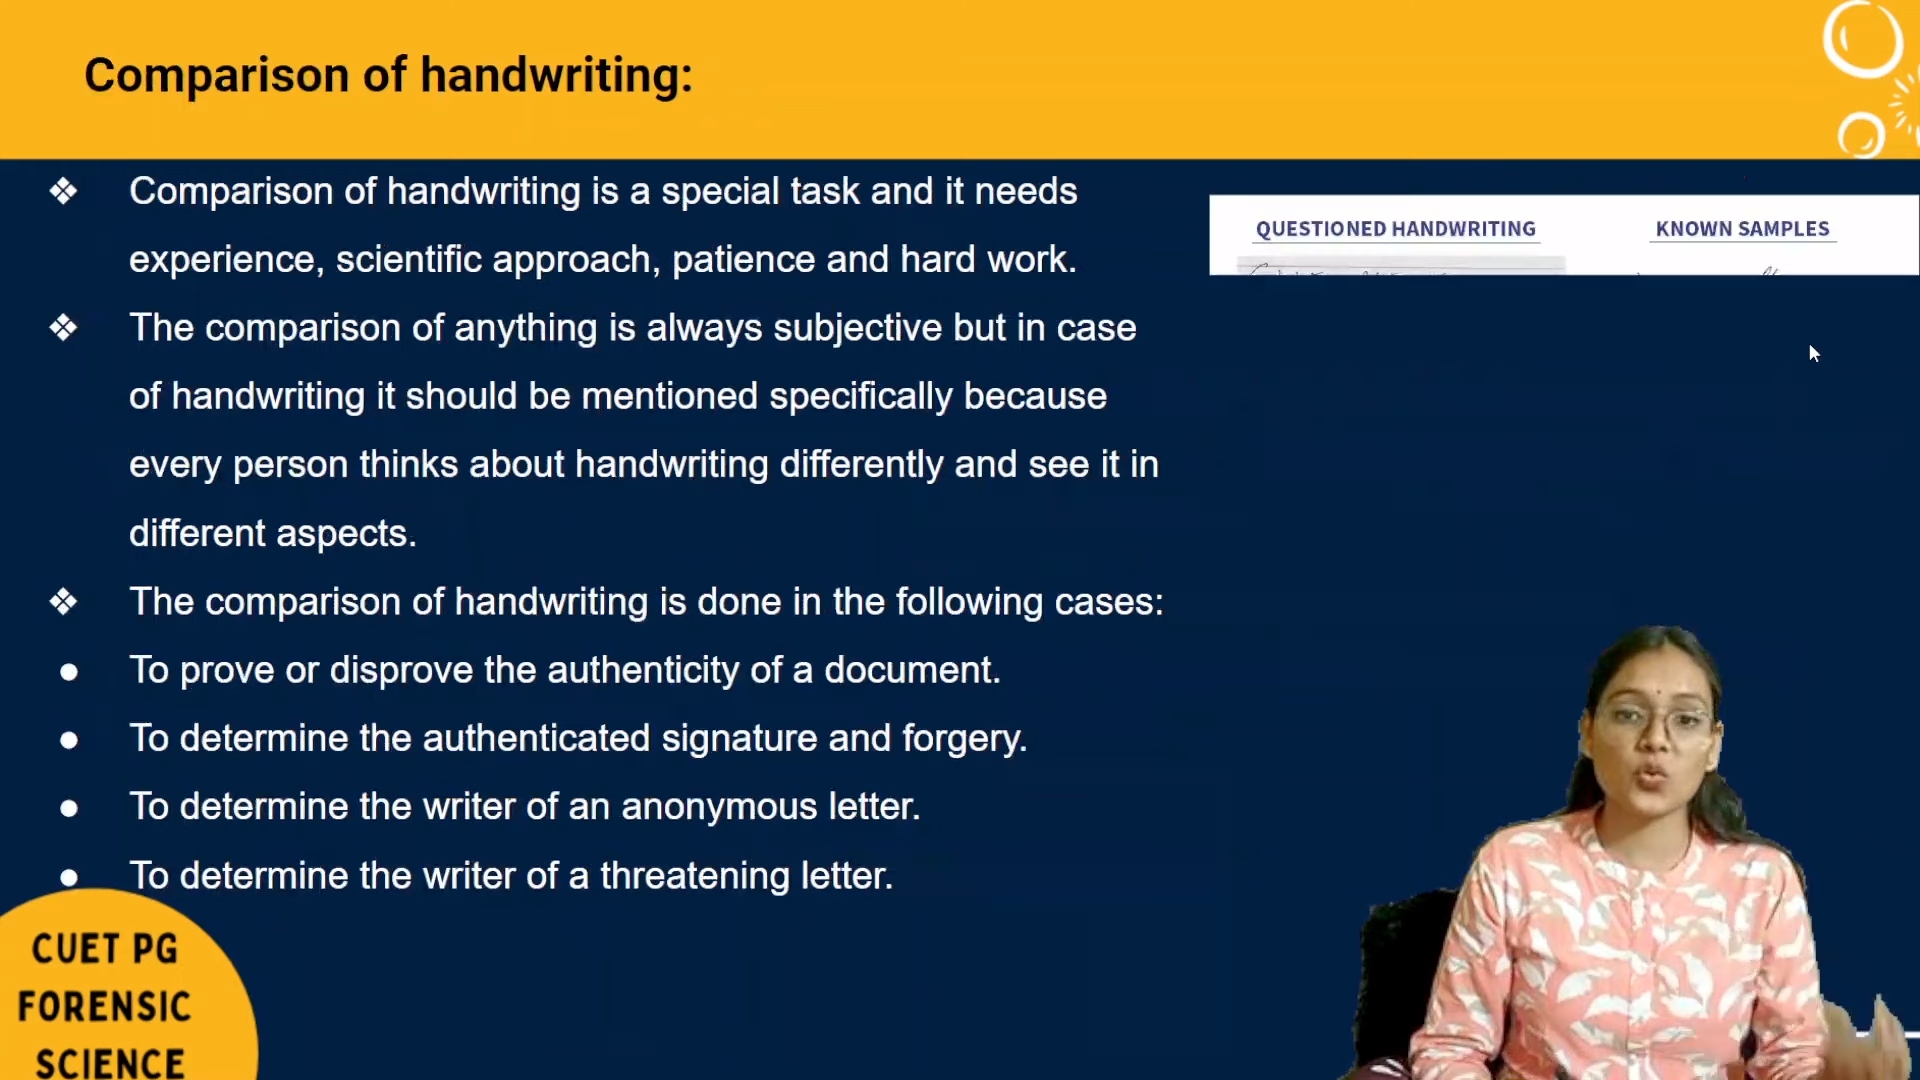 Comparison of handwriting:
❖ Comparison of handwriting is a special task and it needs
experience, scientific approach, patience and hard work.
❖ The comparison of anything is always subjective but in case
of handwriting it should be mentioned specifically because
every person thinks about handwriting differently and see it in
different aspects.
❖ The comparison of handwriting is done in the following cases:
● To prove or disprove the authenticity of a document.
● To determine the authenticated signature and forgery.
● To determine the writer of an anonymous letter.
● To determine the writer of a threatening letter.
QUESTIONED HANDWRITING
KNOWN SAMPLES
CUET PG
FORENSIC
SCIENCE